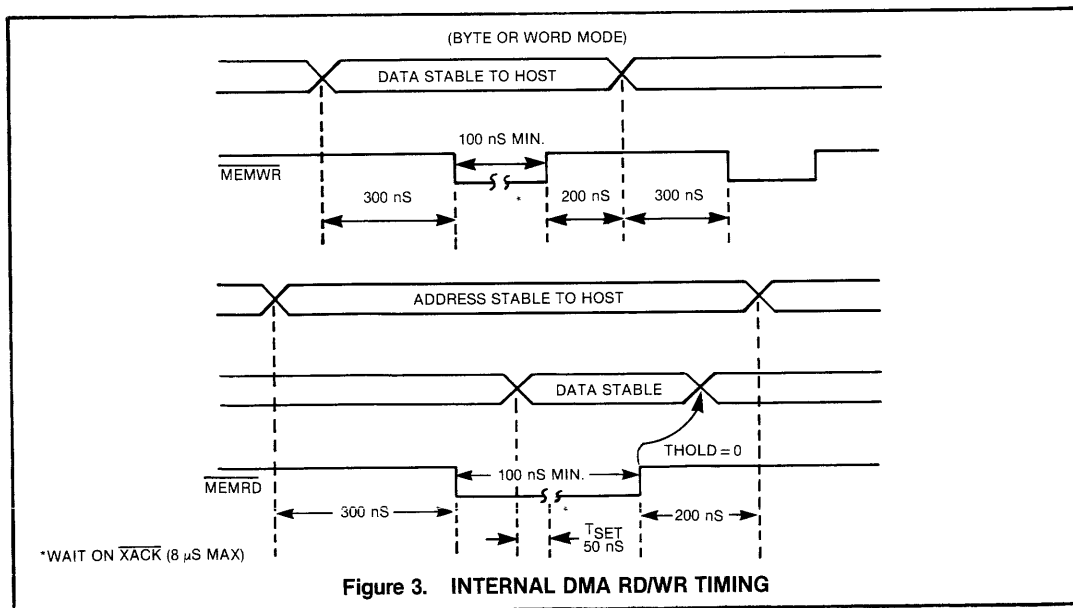 (BYTE OR WORD MODE)
DATA STABLE TO HOST
100 nS MIN.
MEMWR
*
300 nS
200 nS
300 nS
ADDRESS STABLE TO HOST
DATA STABLE
THOLD = 0
100 nS MIN.
MEMRD
*
300 nS
TSET
50 nS
200 nS
*WAIT ON XACK (8 μS MAX)
Figure 3. INTERNAL DMA RD/WR TIMING